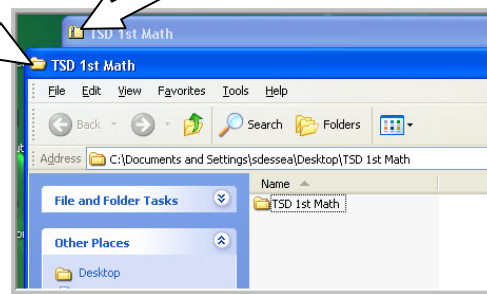 TSD 1st Math
TSD 1st Math
File Edit View Favorites Tools Help
Back Search Folders
Address C:\Documents and Settings\sdessea\Desktop\TSD 1st Math
Name
File and Folder Tasks
TSD 1st Math
Other Places
Desktop